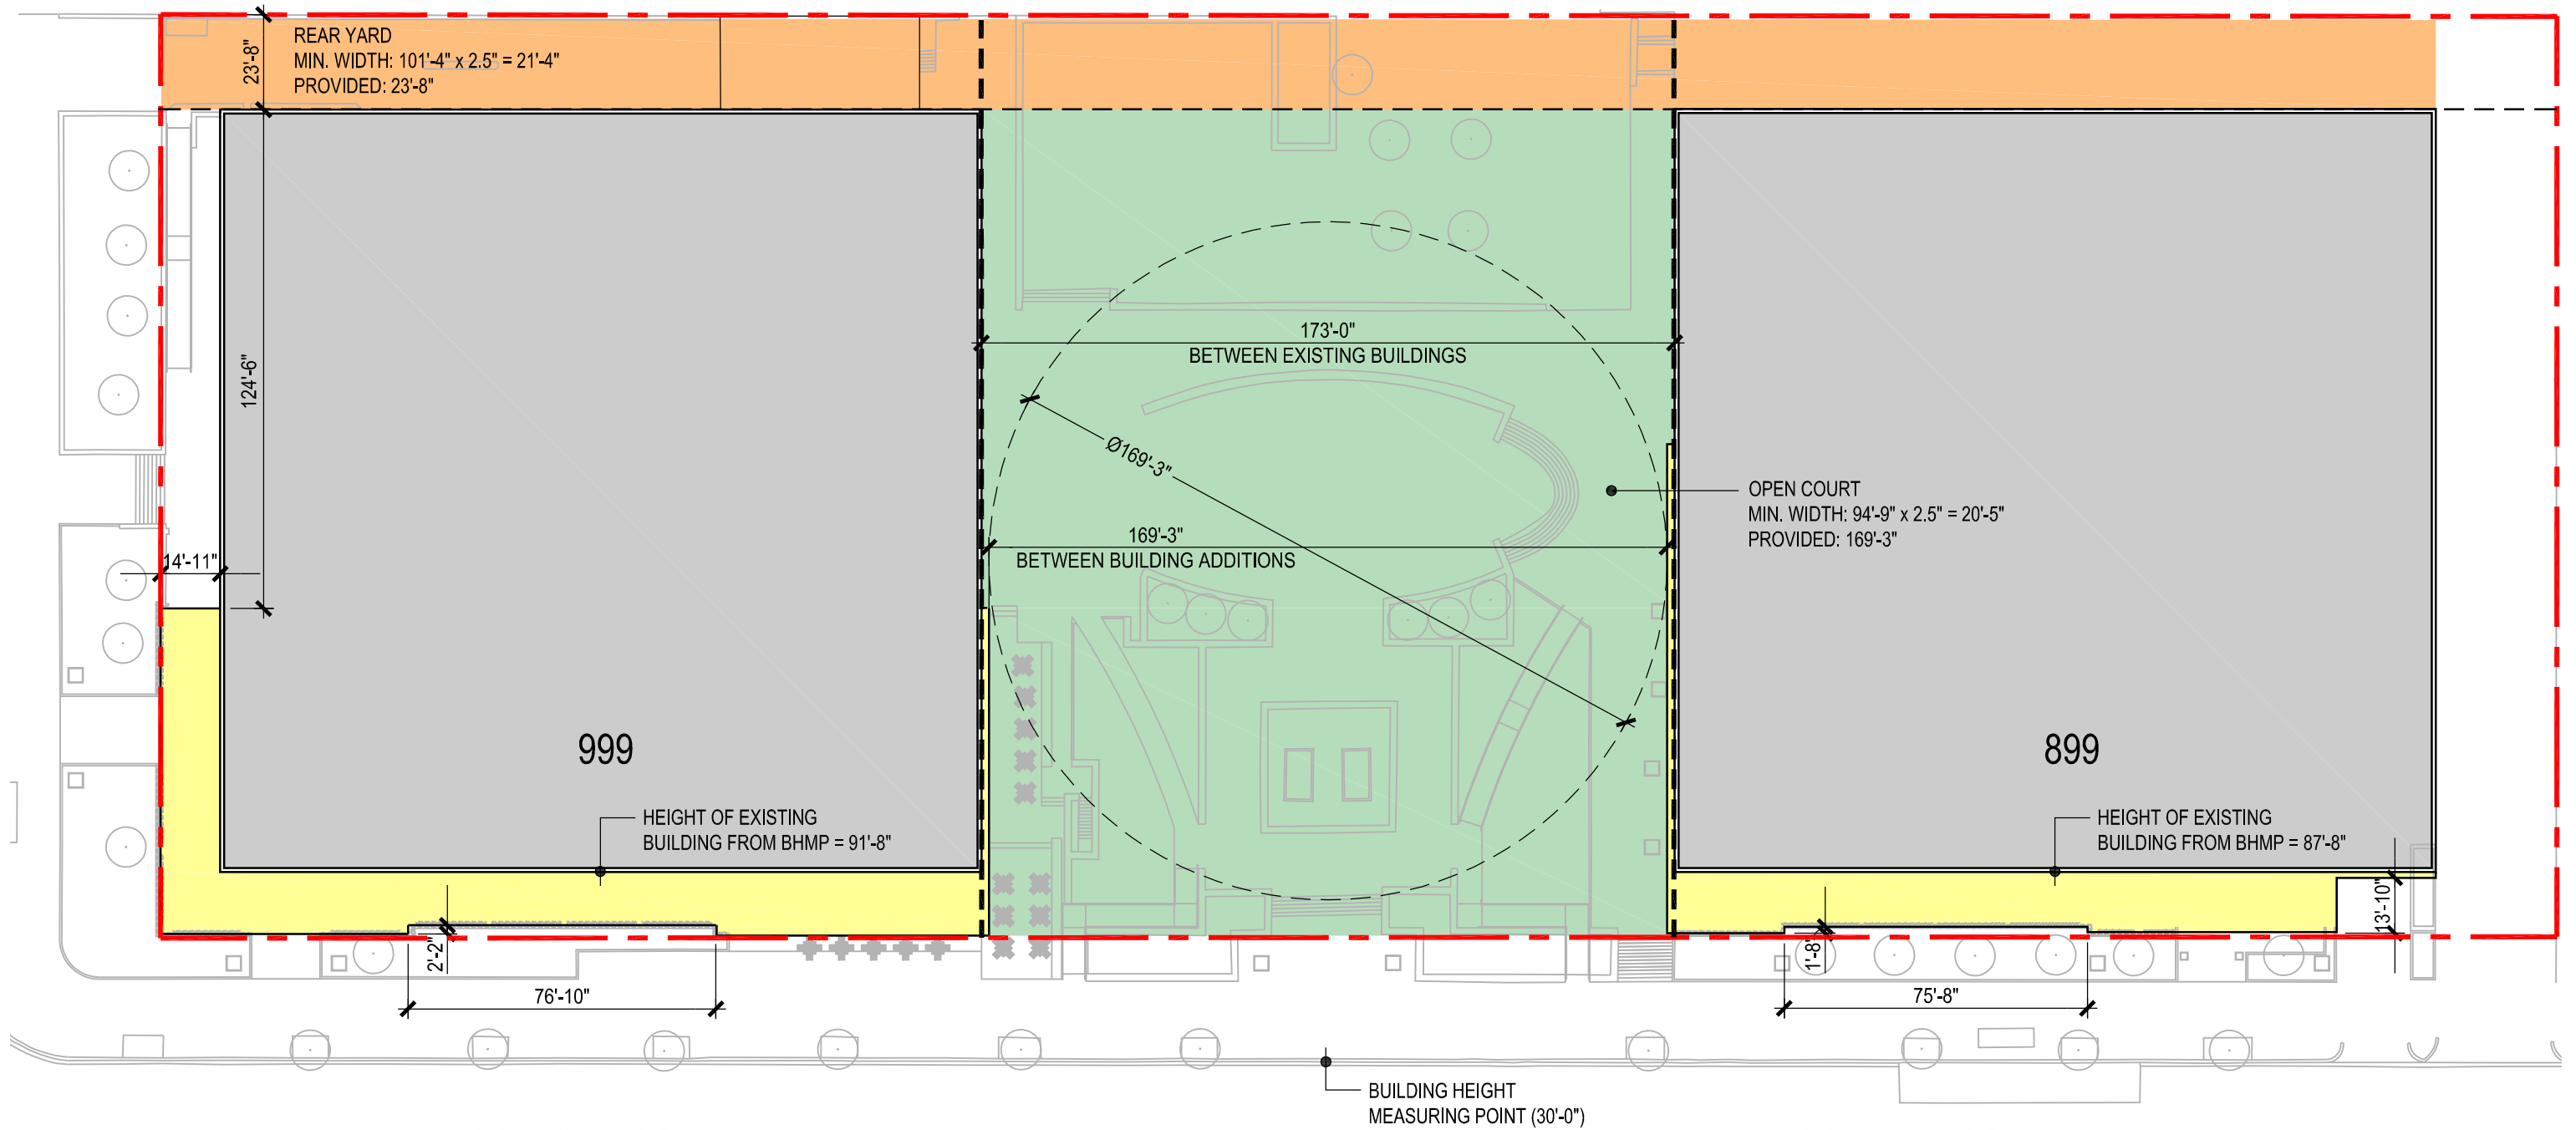 REAR YARD
MIN. WIDTH: 101'-4" x 2.5" = 21'-4"
PROVIDED: 23'-8"
23'-8"
124'-6"
14'-11"
173'-0"
BETWEEN EXISTING BUILDINGS
Ø169'-3"
169'-3"
BETWEEN BUILDING ADDITIONS
OPEN COURT
MIN. WIDTH: 94'-9" x 2.5" = 20'-5"
PROVIDED: 169'-3"
999
899
HEIGHT OF EXISTING
BUILDING FROM BHMP = 91'-8"
HEIGHT OF EXISTING
BUILDING FROM BHMP = 87'-8"
2'-2"
1'-8"
13'-10"
76'-10"
75'-8"
BUILDING HEIGHT
MEASURING POINT (30'-0")